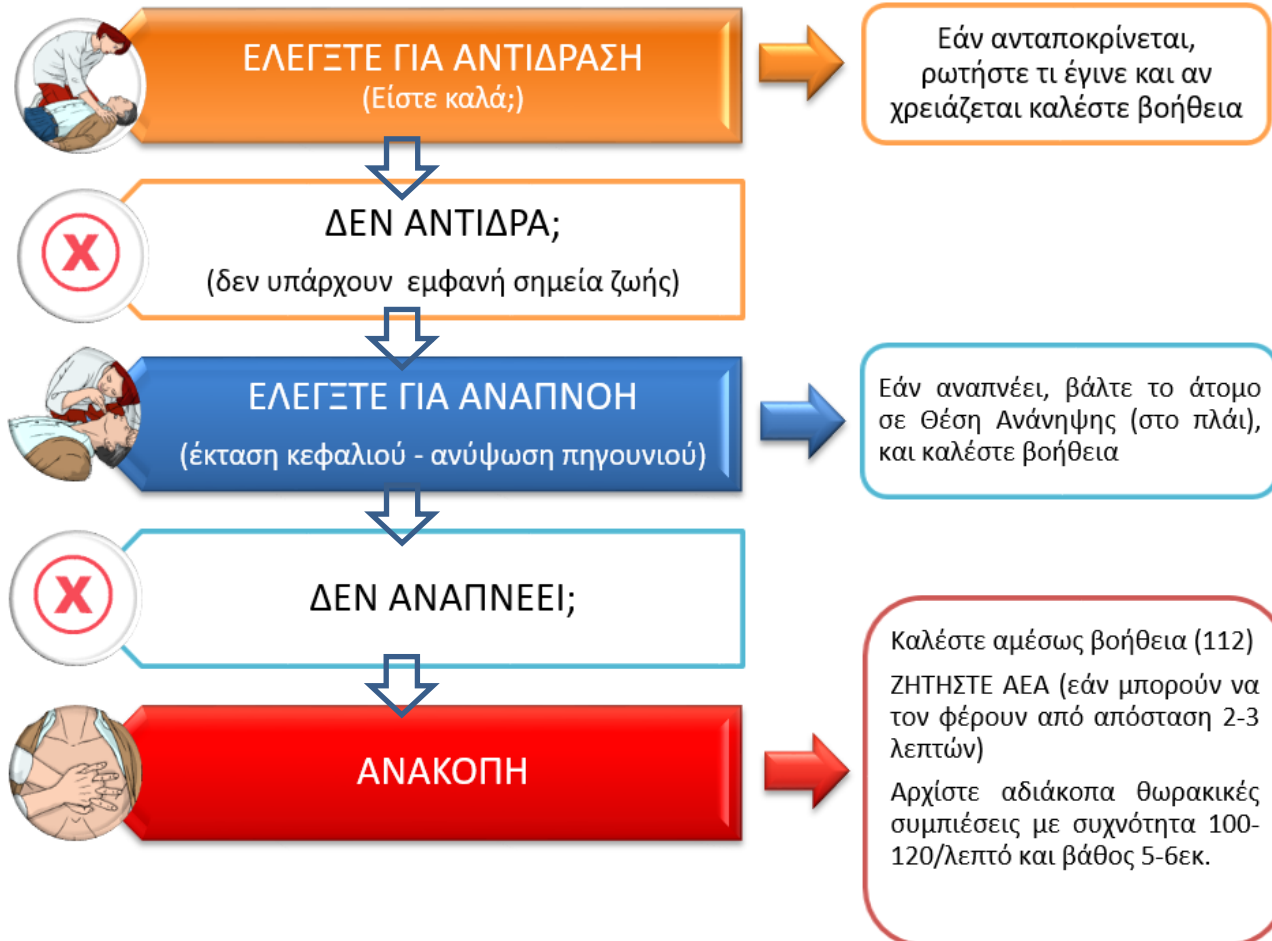 ΕΛΕΓΞΤΕ ΓΙΑ ΑΝΤΙΔΡΑΣΗ
(Είστε καλά;)
Εάν ανταποκρίνεται,
ρωτήστε τι έγινε και αν
χρειάζεται καλέστε βοήθεια
X
ΔΕΝ ΑΝΤΙΔΡΑ;
(δεν υπάρχουν εμφανή σημεία ζωής)
ΕΛΕΓΞΤΕ ΓΙΑ ΑΝΑΠΝΟΗ
(έκταση κεφαλιού - ανύψωση πηγουνιού)
Εάν αναπνέει, βάλτε το άτομο
σε Θέση Ανάνηψης (στο πλάι),
και καλέστε βοήθεια
X
ΔΕΝ ΑΝΑΠΝΕΕΙ;
ΑΝΑΚΟΠΗ
Καλέστε αμέσως βοήθεια (112)
ΖΗΤΗΣΤΕ ΑΕΑ (εάν μπορούν να
τον φέρουν από απόσταση 2-3
λεπτών)
Αρχίστε αδιάκοπα θωρακικές
συμπιέσεις με συχνότητα 100-
120/λεπτό και βάθος 5-6εκ.